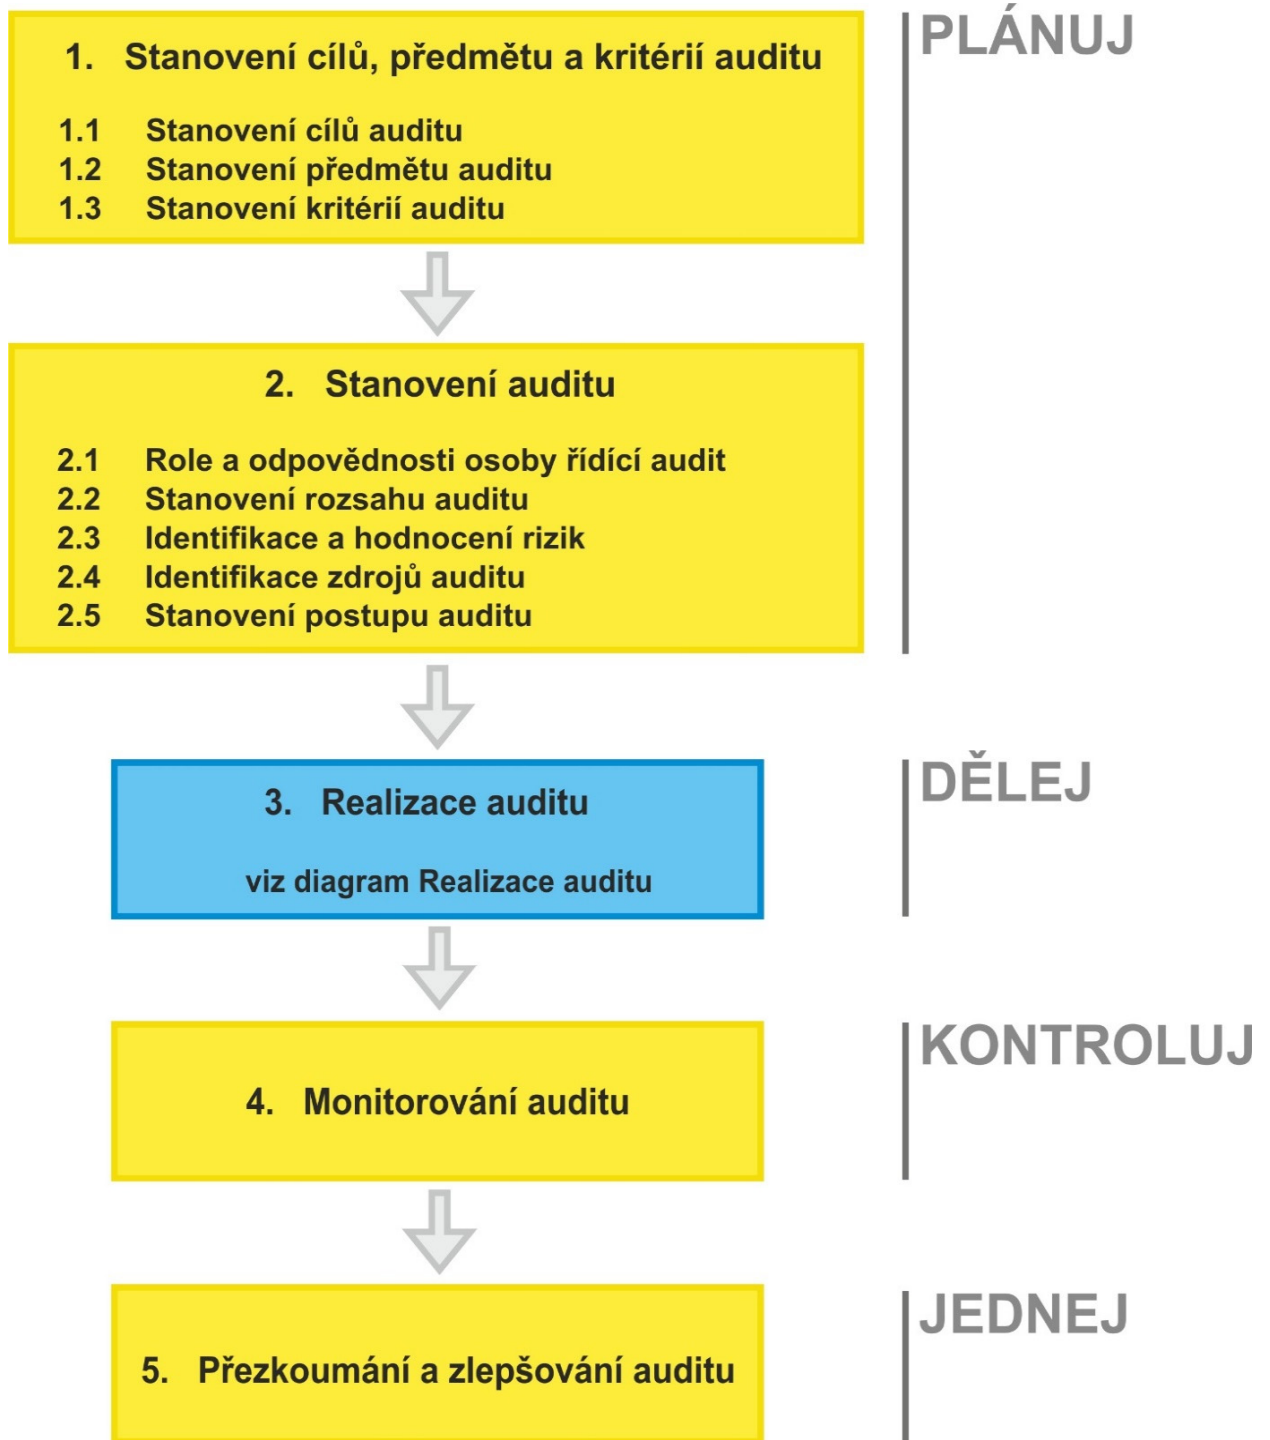 PLÁNUJ
1. Stanovení cílů, předmětu a kritérií auditu
1.1 Stanovení cílů auditu
1.2 Stanovení předmětu auditu
1.3 Stanovení kritérií auditu
2. Stanovení auditu
2.1 Role a odpovědnosti osoby řídící audit
2.2 Stanovení rozsahu auditu
2.3 Identifikace a hodnocení rizik
2.4 Identifikace zdrojů auditu
2.5 Stanovení postupu auditu
DĚLEJ
3. Realizace auditu
viz diagram Realizace auditu
KONTROLUJ
4. Monitorování auditu
JEDNEJ
5. Přezkoumání a zlepšování auditu